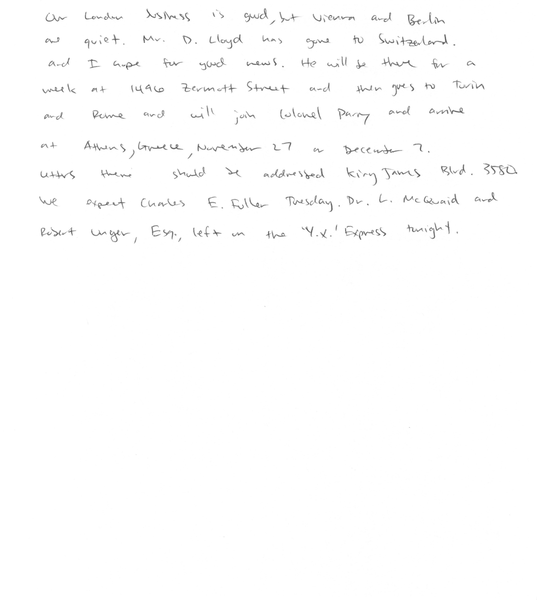 Our London business is good, but Vienna and Berlin
are quiet. Mr. D. Lloyd has gone to Switzerland.
and I hope for good news. He will be there for a
week at 1496 Zermott Street and then goes to Turin
and Rome and will join Colonel Parry and arrive
at Athens, Greece, November 27 or December 7.
Letters there should be addressed King James Blvd. 3580
We expect Charles E. Fuller Tuesday. Dr. L. McQuaid and
Robert Unger, Esq., left on the 'Y.X.' Express tonight.